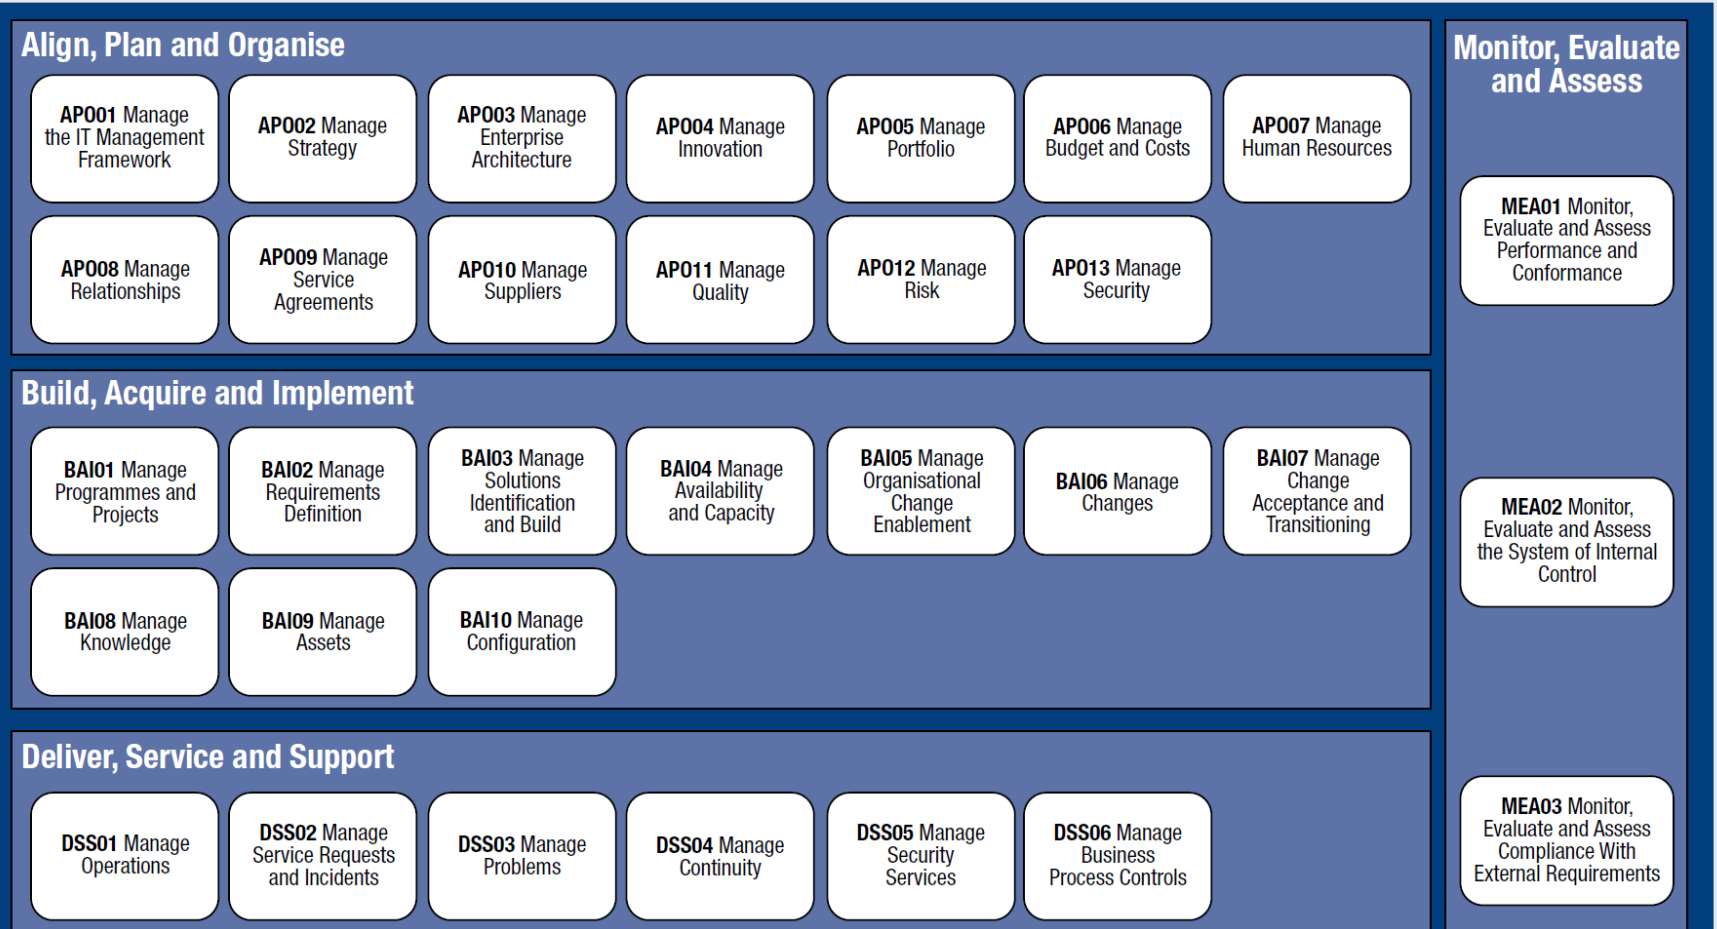 Align, Plan and Organise
APO01 Manage
the IT Management
Framework
APO02 Manage
Strategy
APO03 Manage
Enterprise
Architecture
APO04 Manage
Innovation
APO05 Manage
Portfolio
APO06 Manage
Budget and Costs
APO07 Manage
Human Resources
APO08 Manage
Relationships
APO09 Manage
Service
Agreements
APO10 Manage
Suppliers
APO11 Manage
Quality
APO12 Manage
Risk
APO13 Manage
Security
Build, Acquire and Implement
BAI01 Manage
Programmes and
Projects
BAI02 Manage
Requirements
Definition
BAI03 Manage
Solutions
Identification
and Build
BAI04 Manage
Availability
and Capacity
BAI05 Manage
Organisational
Change
Enablement
BAI06 Manage
Changes
BAI07 Manage
Change
Acceptance and
Transitioning
BAI08 Manage
Knowledge
BAI09 Manage
Assets
BAI10 Manage
Configuration
Deliver, Service and Support
DSS01 Manage
Operations
DSS02 Manage
Service Requests
and Incidents
DSS03 Manage
Problems
DSS04 Manage
Continuity
DSS05 Manage
Security
Services
DSS06 Manage
Business
Process Controls
Monitor, Evaluate
and Assess
MEA01 Monitor,
Evaluate and Assess
Performance and
Conformance
MEA02 Monitor,
Evaluate and Assess
the System of Internal
Control
MEA03 Monitor,
Evaluate and Assess
Compliance With
External Requirements